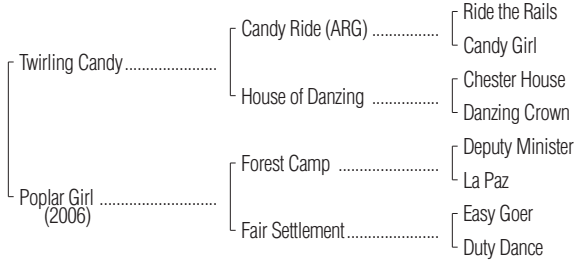 Ride the Rails
Candy Ride (ARG) ................
Candy Girl
Twirling Candy ......................
Chester House
House of Danzing ................
Danzing Crown
Deputy Minister
Forest Camp ........................
La Paz
Poplar Girl ............................
(2006)
Easy Goer
Fair Settlement......................
Duty Dance